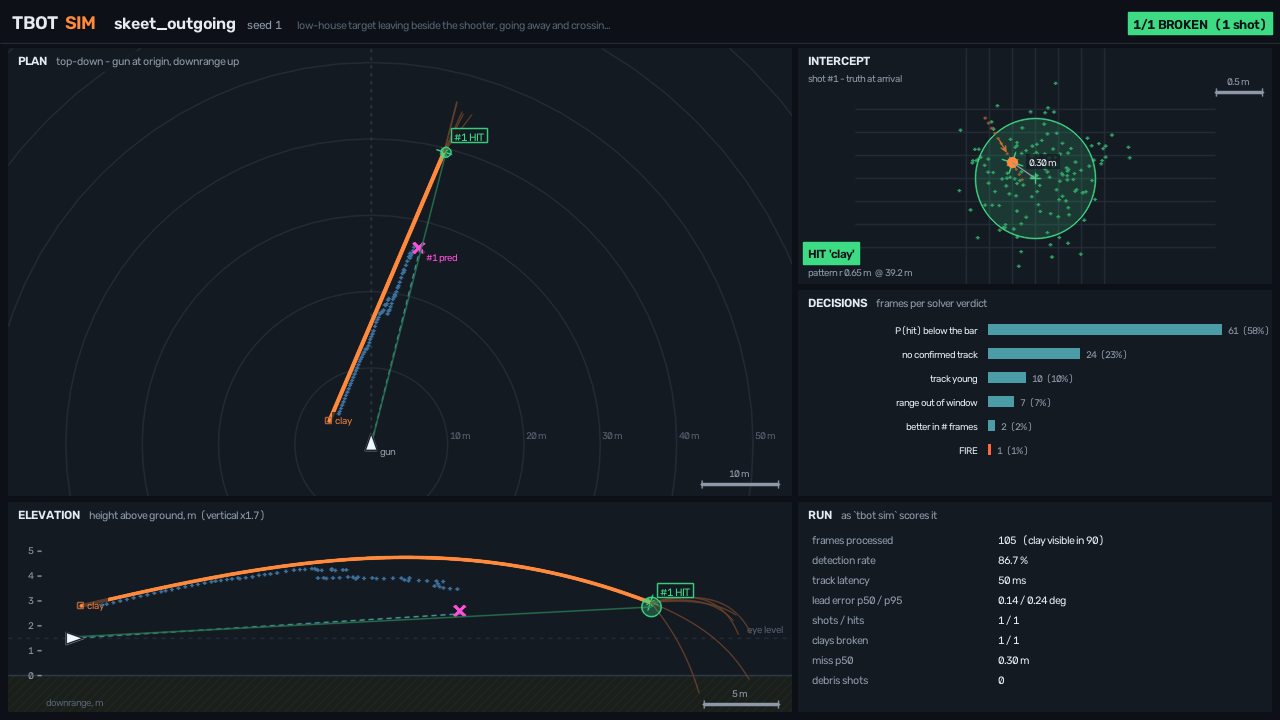 TBOT SIM skeet_outgoing seed 1 low-house target leaving beside the shooter, going away and crossin...
1/1 BROKEN (1 shot)
PLAN top-down - gun at origin, downrange up
#1 HIT
#1 pred
clay
gun
10 m
20 m
30 m
40 m
50 m
10 m
INTERCEPT
shot #1 - truth at arrival
0.5 m
0.30 m
HIT 'clay'
pattern r 0.65 m @ 39.2 m
DECISIONS frames per solver verdict
P(hit) below the bar 61 (58%)
no confirmed track 24 (23%)
track young 10 (10%)
range out of window 7 (7%)
better in # frames 2 (2%)
FIRE 1 (1%)
ELEVATION height above ground, m (vertical x1.7)
5
4
3
2
1
0
clay
#1 HIT
eye level
downrange, m
5 m
RUN as `tbot sim` scores it
frames processed 105 (clay visible in 90)
detection rate 86.7 %
track latency 50 ms
lead error p50 / p95 0.14 / 0.24 deg
shots / hits 1 / 1
clays broken 1 / 1
miss p50 0.30 m
debris shots 0